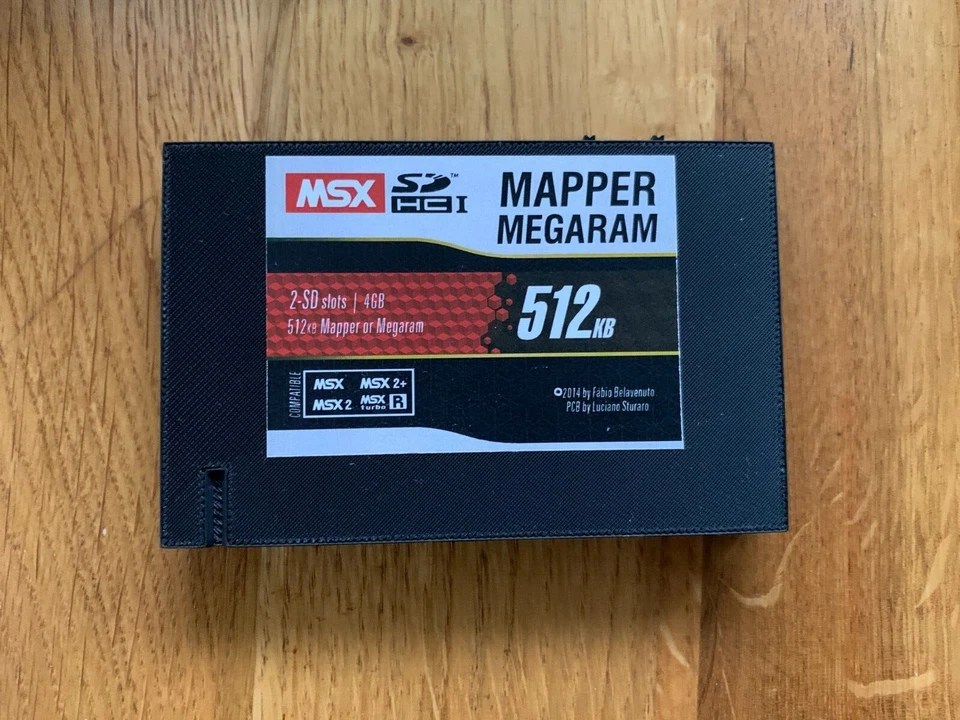 MSX SD™ HC I
MAPPER
MEGARAM
2-SD slots | 4GB
512KB Mapper or Megaram
512KB
COMPATIBLE
MSX MSX 2+
MSX 2 MSX turbo R
2014 by Fábio Belavenuto
PCB by Luciano Sturaro